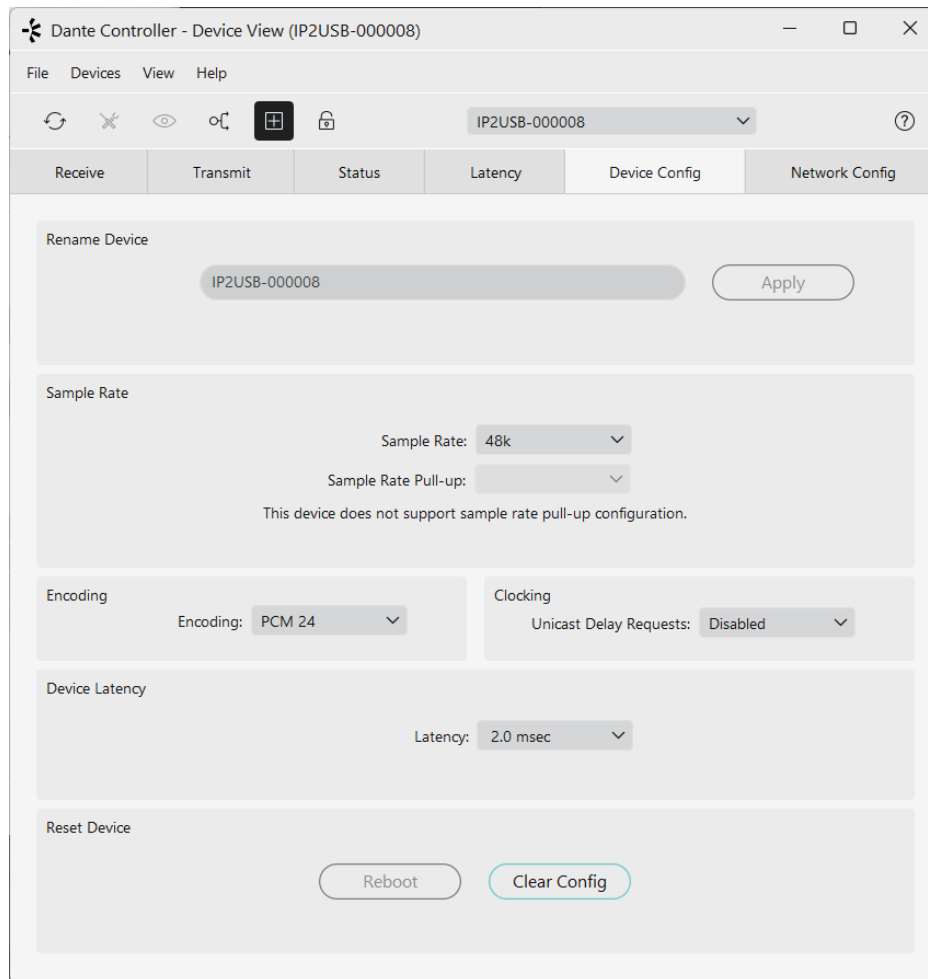 Dante Controller - Device View (IP2USB-000008)
File Devices View Help
IP2USB-000008
Receive Transmit Status Latency Device Config Network Config
Rename Device
IP2USB-000008 Apply
Sample Rate
Sample Rate: 48k
Sample Rate Pull-up:
This device does not support sample rate pull-up configuration.
Encoding
Encoding: PCM 24
Clocking
Unicast Delay Requests: Disabled
Device Latency
Latency: 2.0 msec
Reset Device
Reboot Clear Config